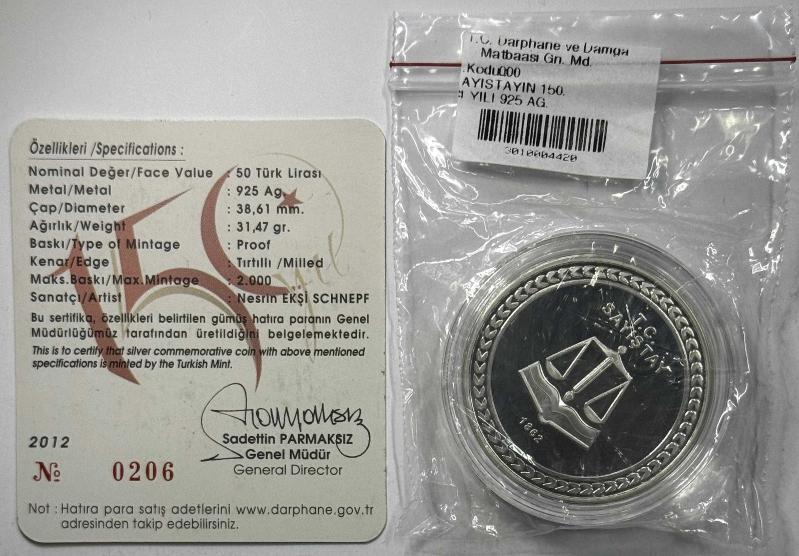 Özellikleri /Specifications :
Nominal Değer/Face Value : 50 Türk Lirası
Metal/Metal : 925 Ag.
Çap/Diameter : 38,61 mm.
Ağırlık/Weight : 31,47 gr.
Baskı/Type of Mintage : Proof
Kenar/Edge : Tırtıllı /Milled
Maks.Baskı/Max.Mintage : 2.000
Sanatçı/Artist : Nesrin EKŞİ SCHNEPF
Bu sertifika, özellikleri belirtilen gümüş hatıra paranın Genel
Müdürlüğümüz tarafından üretildiğini belgelemektedir.
This is to certify that silver commemorative coin with above mentioned
specifications is minted by the Turkish Mint.
150
yıl
Sadettin PARMAKSIZ
Genel Müdür
General Director
2012
№ 0206
Not : Hatıra para satış adetlerini www.darphane.gov.tr
adresinden takip edebilirsiniz.
T.C. Darphane ve Damga
Matbaası Gn. Md.
.Kodu000
AYISTAYIN 150.
YILI 925 AG.
3010004420
T.C.
SAYIŞTAY
1862